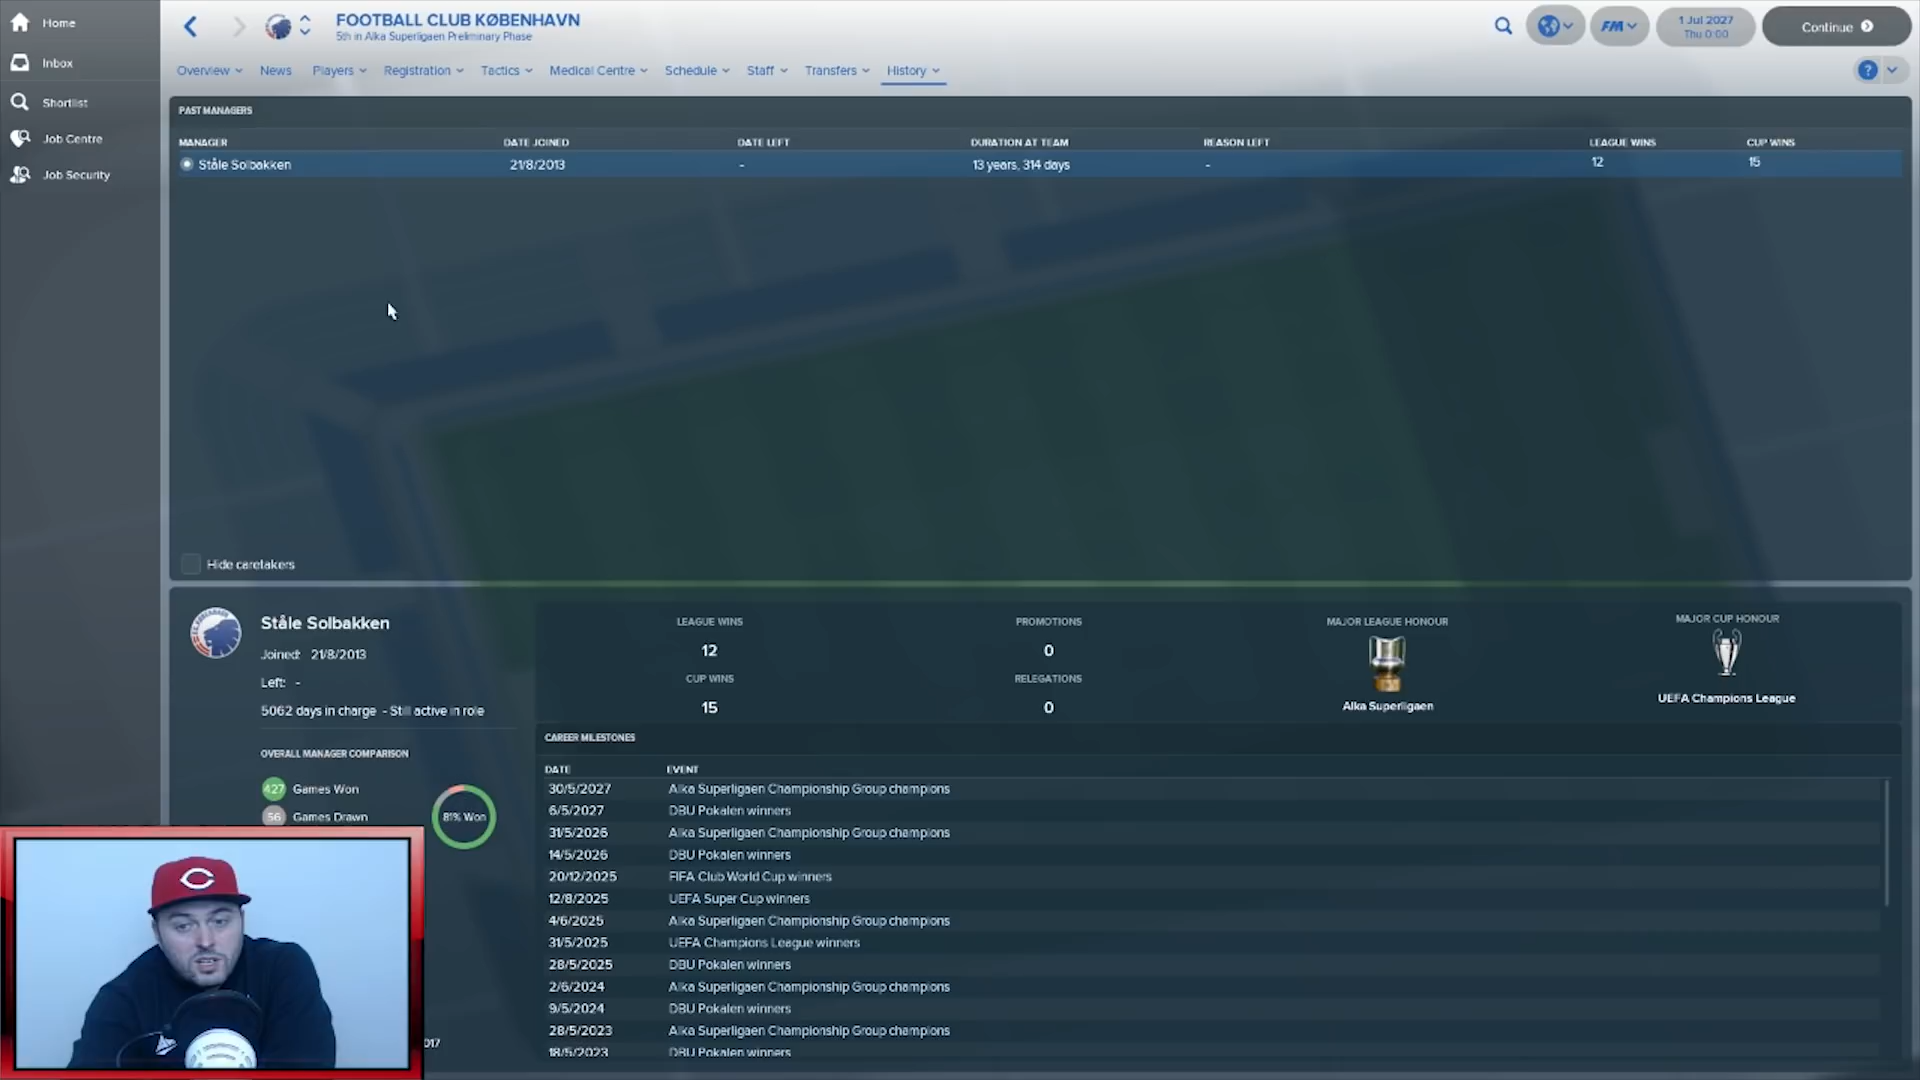 Home
Inbox
Shortlist
Job Centre
Job Security
FOOTBALL CLUB KØBENHAVN
5th in Alka Superligaen Preliminary Phase
FM
1 Jul 2027
Thu 0:00
Continue
Overview
News
Players
Registration
Tactics
Medical Centre
Schedule
Staff
Transfers
History
?
PAST MANAGERS
MANAGER DATE JOINED DATE LEFT DURATION AT TEAM REASON LEFT LEAGUE WINS CUP WINS
Ståle Solbakken 21/8/2013 - 13 years, 314 days - 12 15
Hide caretakers
Ståle Solbakken
Joined: 21/8/2013
Left: -
5062 days in charge - Still active in role
OVERALL MANAGER COMPARISON
427 Games Won
56 Games Drawn
81% Won
017
LEAGUE WINS
12
CUP WINS
15
PROMOTIONS
0
RELEGATIONS
0
MAJOR LEAGUE HONOUR
Alka Superligaen
MAJOR CUP HONOUR
UEFA Champions League
CAREER MILESTONES
DATE EVENT
30/5/2027 Alka Superligaen Championship Group champions
6/5/2027 DBU Pokalen winners
31/5/2026 Alka Superligaen Championship Group champions
14/5/2026 DBU Pokalen winners
20/12/2025 FIFA Club World Cup winners
12/8/2025 UEFA Super Cup winners
4/6/2025 Alka Superligaen Championship Group champions
31/5/2025 UEFA Champions League winners
28/5/2025 DBU Pokalen winners
2/6/2024 Alka Superligaen Championship Group champions
9/5/2024 DBU Pokalen winners
28/5/2023 Alka Superligaen Championship Group champions
18/5/2023 DBU Pokalen winners
C